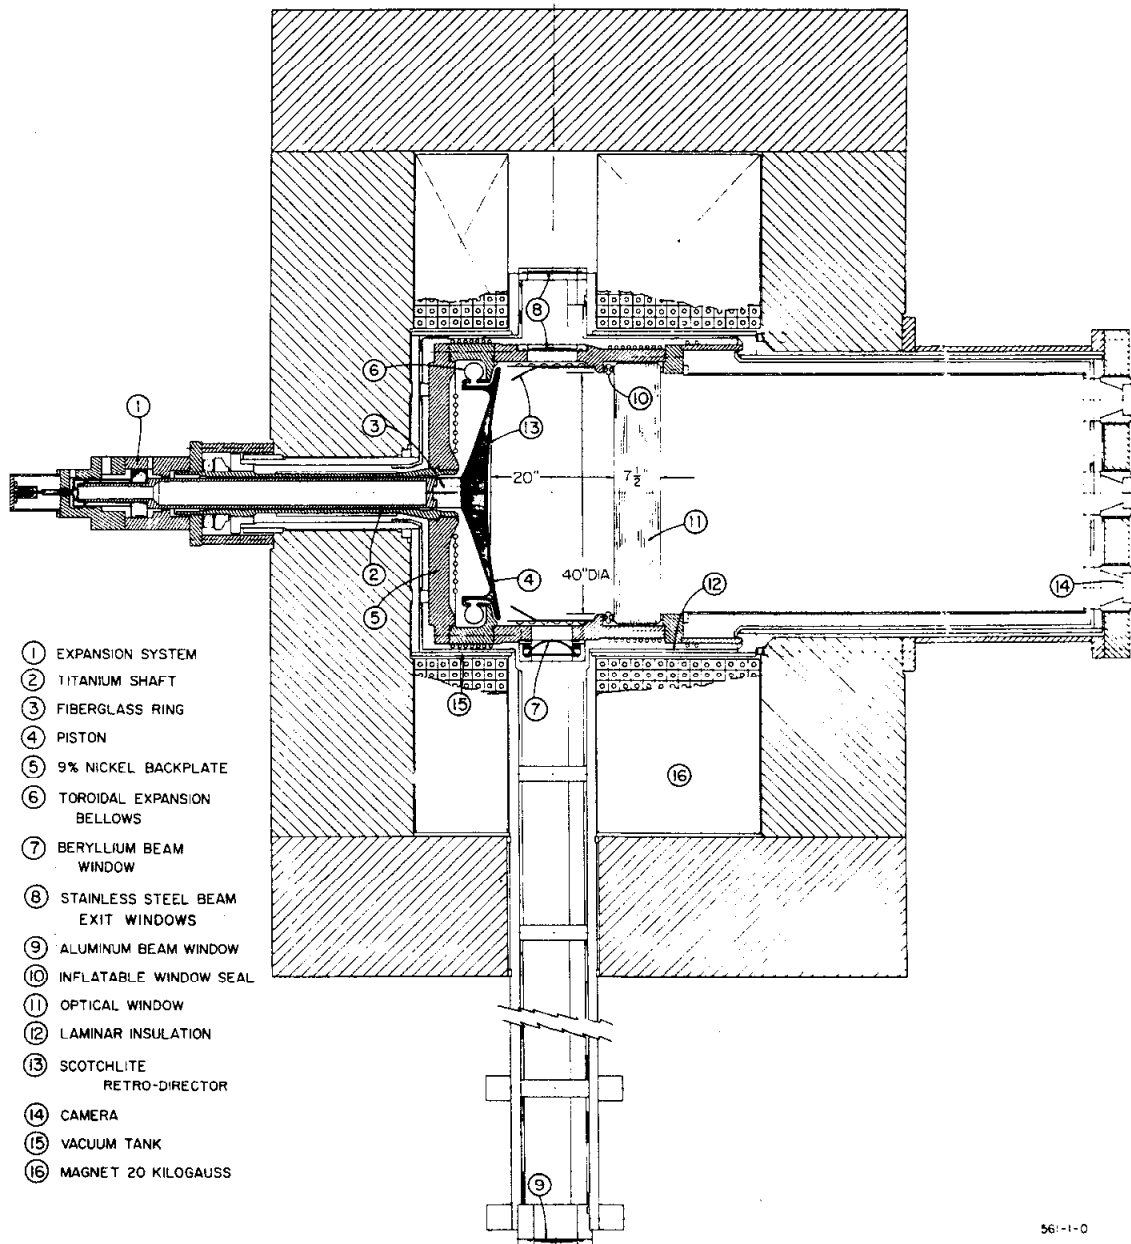 8
6
3
13
10
1
20"
7 1/2
11
2
4
40" DIA.
12
14
5
15
7
16
9
1 EXPANSION SYSTEM
2 TITANIUM SHAFT
3 FIBERGLASS RING
4 PISTON
5 9% NICKEL BACKPLATE
6 TOROIDAL EXPANSION
BELLOWS
7 BERYLLIUM BEAM
WINDOW
8 STAINLESS STEEL BEAM
EXIT WINDOWS
9 ALUMINUM BEAM WINDOW
10 INFLATABLE WINDOW SEAL
11 OPTICAL WINDOW
12 LAMINAR INSULATION
13 SCOTCHLITE
RETRO-DIRECTOR
14 CAMERA
15 VACUUM TANK
16 MAGNET 20 KILOGAUSS
561-1-0